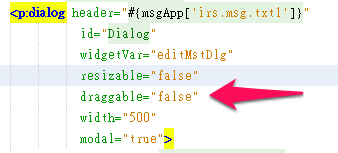 <p:dialog header="#{msgApp['irs.msg.txt1']}"
id="Dialog"
widgetVar="editMstDlg"
resizable="false"
draggable="false"
width="500"
modal="true">